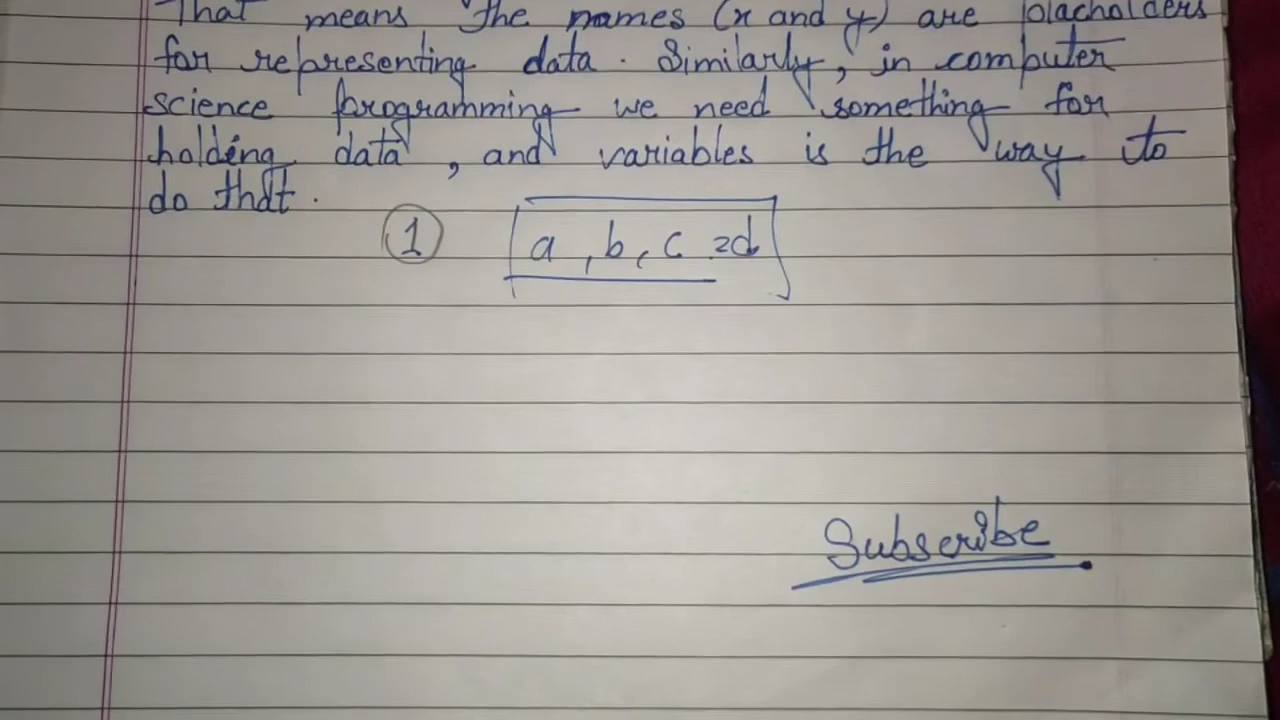 That means the names (x and y) are placholders
for representing data. Similarly, in computer
science programming we need something for
holding data, and variables is the way to
do that.
1 a, b, c =d
Subscribe